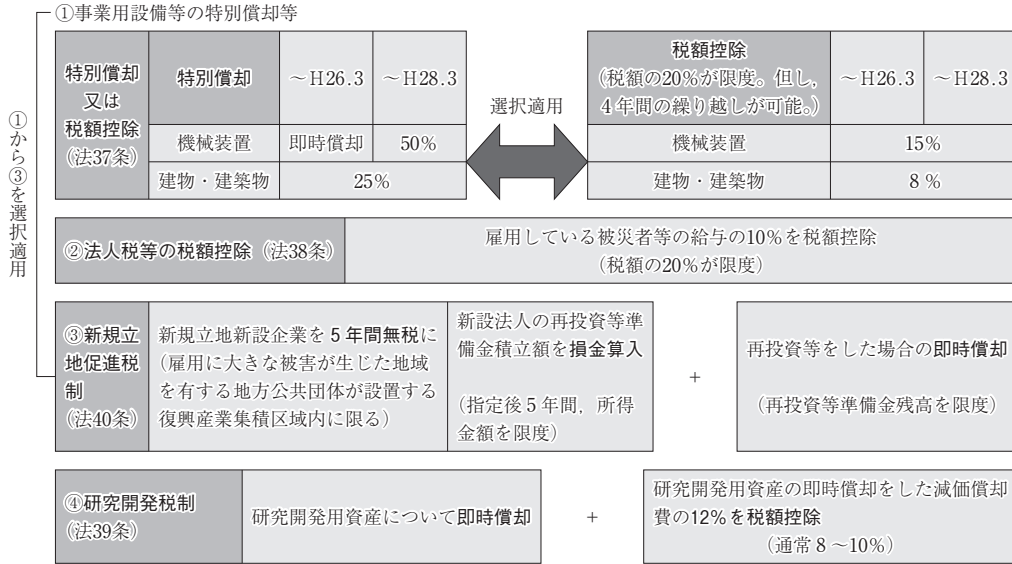 ①事業用設備等の特別償却等
①から③を選択適用
特別償却
又は
税額控除
(法37条)
特別償却
~H26.3
~H28.3
機械装置
即時償却
50%
建物・建築物
25%
選択適用
税額控除
(税額の20%が限度。但し,
4年間の繰り越しが可能。)
~H26.3
~H28.3
機械装置
15%
建物・建築物
8%
②法人税等の税額控除(法38条)
雇用している被災者等の給与の10%を税額控除
(税額の20%が限度)
③新規立
地促進税
制
(法40条)
新規立地新設企業を5年間無税に
(雇用に大きな被害が生じた地域
を有する地方公共団体が設置する
復興産業集積区域内に限る)
新設法人の再投資等準
備金積立額を損金算入
(指定後5年間,所得
金額を限度)
+
再投資等をした場合の即時償却
(再投資等準備金残高を限度)
④研究開発税制
(法39条)
研究開発用資産について即時償却
+
研究開発用資産の即時償却をした減価償却
費の12%を税額控除
(通常8~10%)